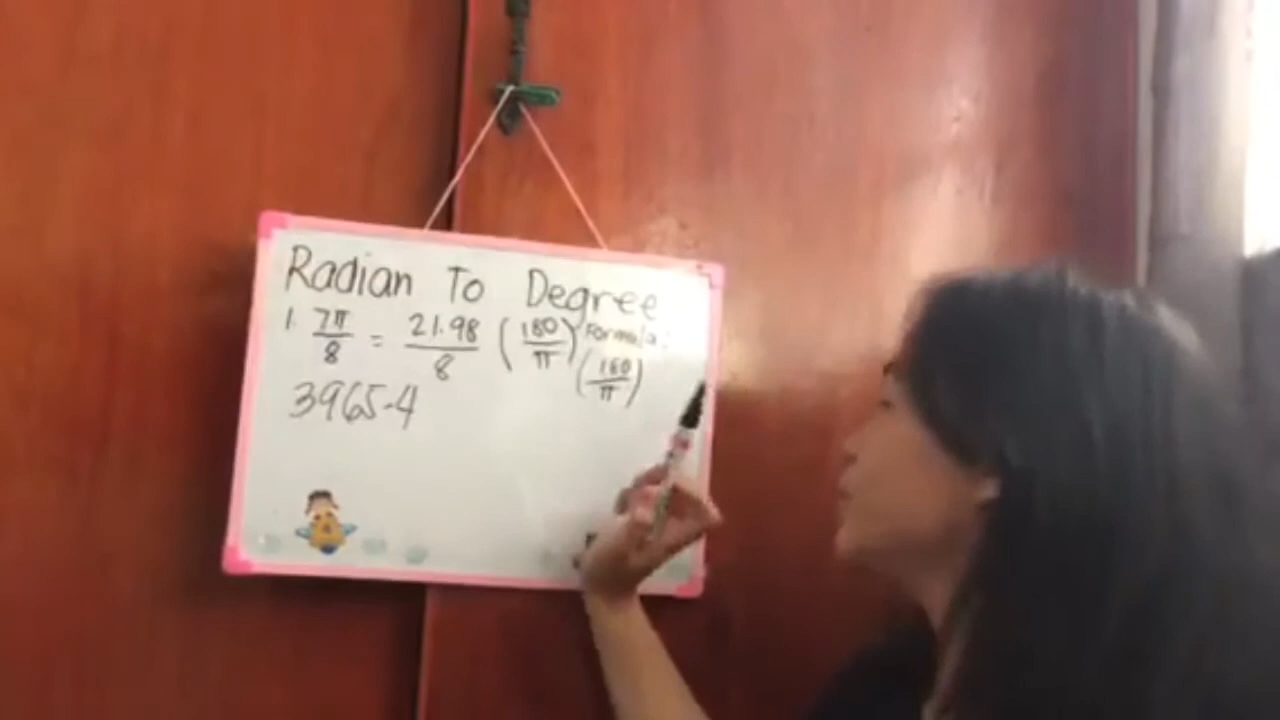 Radian To Degree
1. 7π/8 = 21.98/8 (180/π) Formula:
(180/π)
3965.4